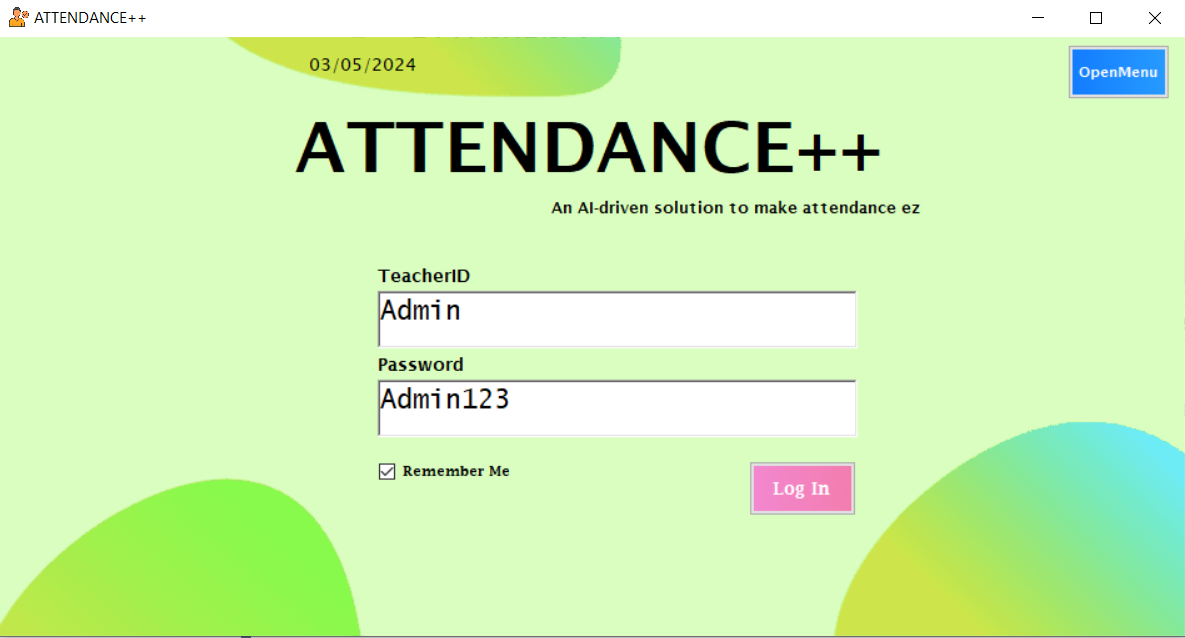 ATTENDANCE++
03/05/2024
OpenMenu
ATTENDANCE++
An AI-driven solution to make attendance ez
TeacherID
Admin
Password
Admin123
Remember Me
Log In